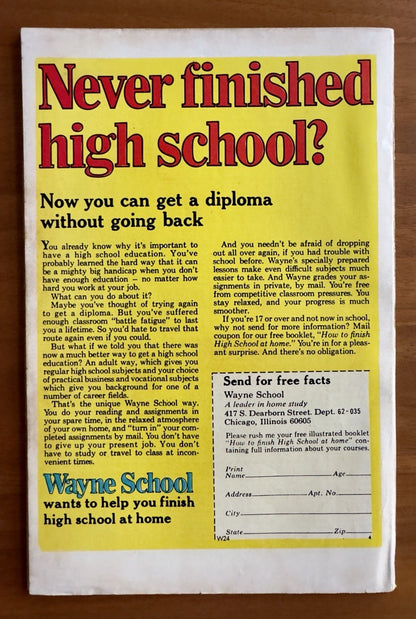 Never finished
high school?
Now you can get a diploma
without going back
You already know why it's important to
have a high school education. You've
probably learned the hard way that it can
be a mighty big handicap when you don't
have enough education – no matter how
hard you work at your job.
What can you do about it?
Maybe you've thought of trying again
to get a diploma. But you've suffered
enough classroom "battle fatigue" to last
you a lifetime. So you'd hate to travel that
route again even if you could.
But what if we told you that there was
now a much better way to get a high school
education? An adult way, which gives you
regular high school subjects and your choice
of practical business and vocational subjects
which give you background for one of a
number of career fields.
That's the unique Wayne School way.
You do your reading and assignments in
your spare time, in the relaxed atmosphere
of your own home, and "turn in" your com-
pleted assignments by mail. You don't have
to give up your present job. You don't
have to study or travel to class at incon-
venient times.
Wayne School
wants to help you finish
high school at home
And you needn't be afraid of dropping
out all over again, if you had trouble with
school before. Wayne's specially prepared
lessons make even difficult subjects much
easier to take. And Wayne grades your as-
signments in private, by mail. You're free
from competitive classroom pressures. You
stay relaxed, and your progress is much
smoother.
If you're 17 or over and not now in school,
why not send for more information? Mail
coupon for our free booklet, "How to finish
High School at home." You're in for a pleas-
ant surprise. And there's no obligation.
Send for free facts
Wayne School
A leader in home study
417 S. Dearborn Street. Dept. 62-035
Chicago, Illinois 60605
Please rush me your free illustrated booklet
"How to finish High School at home" con-
taining full information about your courses.
Print
Name Age
Address Apt. No.
City
State Zip
W24 4